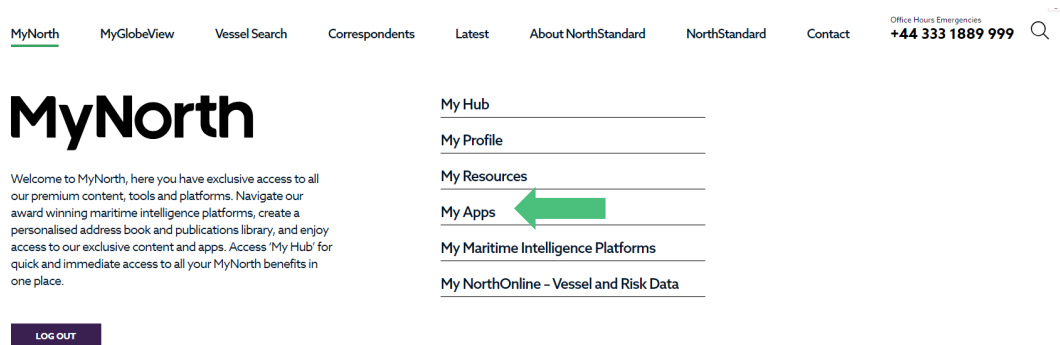 Office Hours Emergencies
MyNorth MyGlobeView Vessel Search Correspondents Latest About NorthStandard NorthStandard Contact +44 333 1889 999
MyNorth
Welcome to MyNorth, here you have exclusive access to all
our premium content, tools and platforms. Navigate our
award winning maritime intelligence platforms, create a
personalised address book and publications library, and enjoy
access to our exclusive content and apps. Access ‘My Hub’ for
quick and immediate access to all your MyNorth benefits in
one place.
LOG OUT
My Hub
My Profile
My Resources
My Apps
My Maritime Intelligence Platforms
My NorthOnline – Vessel and Risk Data